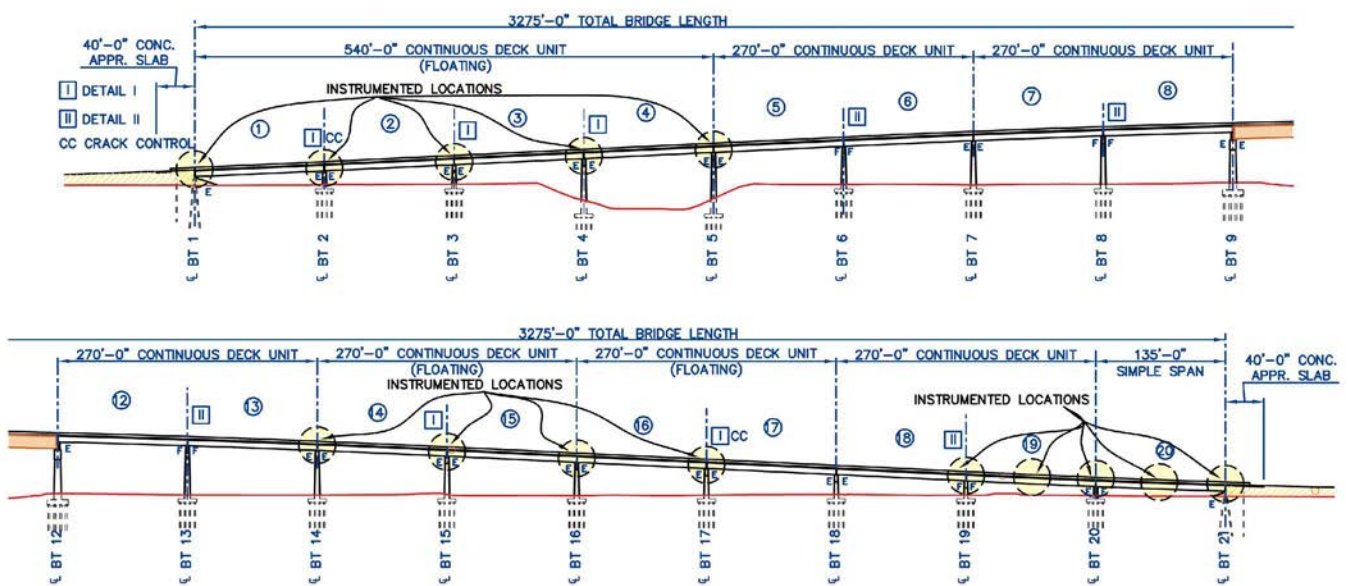 3275'-0" TOTAL BRIDGE LENGTH
40'-0" CONC.
APPR. SLAB
540'-0" CONTINUOUS DECK UNIT
(FLOATING)
270'-0" CONTINUOUS DECK UNIT
270'-0" CONTINUOUS DECK UNIT
I DETAIL I
II DETAIL II
CC CRACK CONTROL
INSTRUMENTED LOCATIONS
1
2
3
4
5
6
7
8
I CC
I
I
II
II
E
E E
E E
E E
E E
F F
E E
F F
E E
℄ BT 1
℄ BT 2
℄ BT 3
℄ BT 4
℄ BT 5
℄ BT 6
℄ BT 7
℄ BT 8
℄ BT 9
3275'-0" TOTAL BRIDGE LENGTH
270'-0" CONTINUOUS DECK UNIT
270'-0" CONTINUOUS DECK UNIT
(FLOATING)
270'-0" CONTINUOUS DECK UNIT
(FLOATING)
270'-0" CONTINUOUS DECK UNIT
135'-0"
SIMPLE SPAN
40'-0" CONC.
APPR. SLAB
INSTRUMENTED LOCATIONS
INSTRUMENTED LOCATIONS
12
13
14
15
16
17
18
19
20
II
I
I CC
II
E
F F
E E
E E
E E
E E
E E
F F
E E
E
℄ BT 12
℄ BT 13
℄ BT 14
℄ BT 15
℄ BT 16
℄ BT 17
℄ BT 18
℄ BT 19
℄ BT 20
℄ BT 21